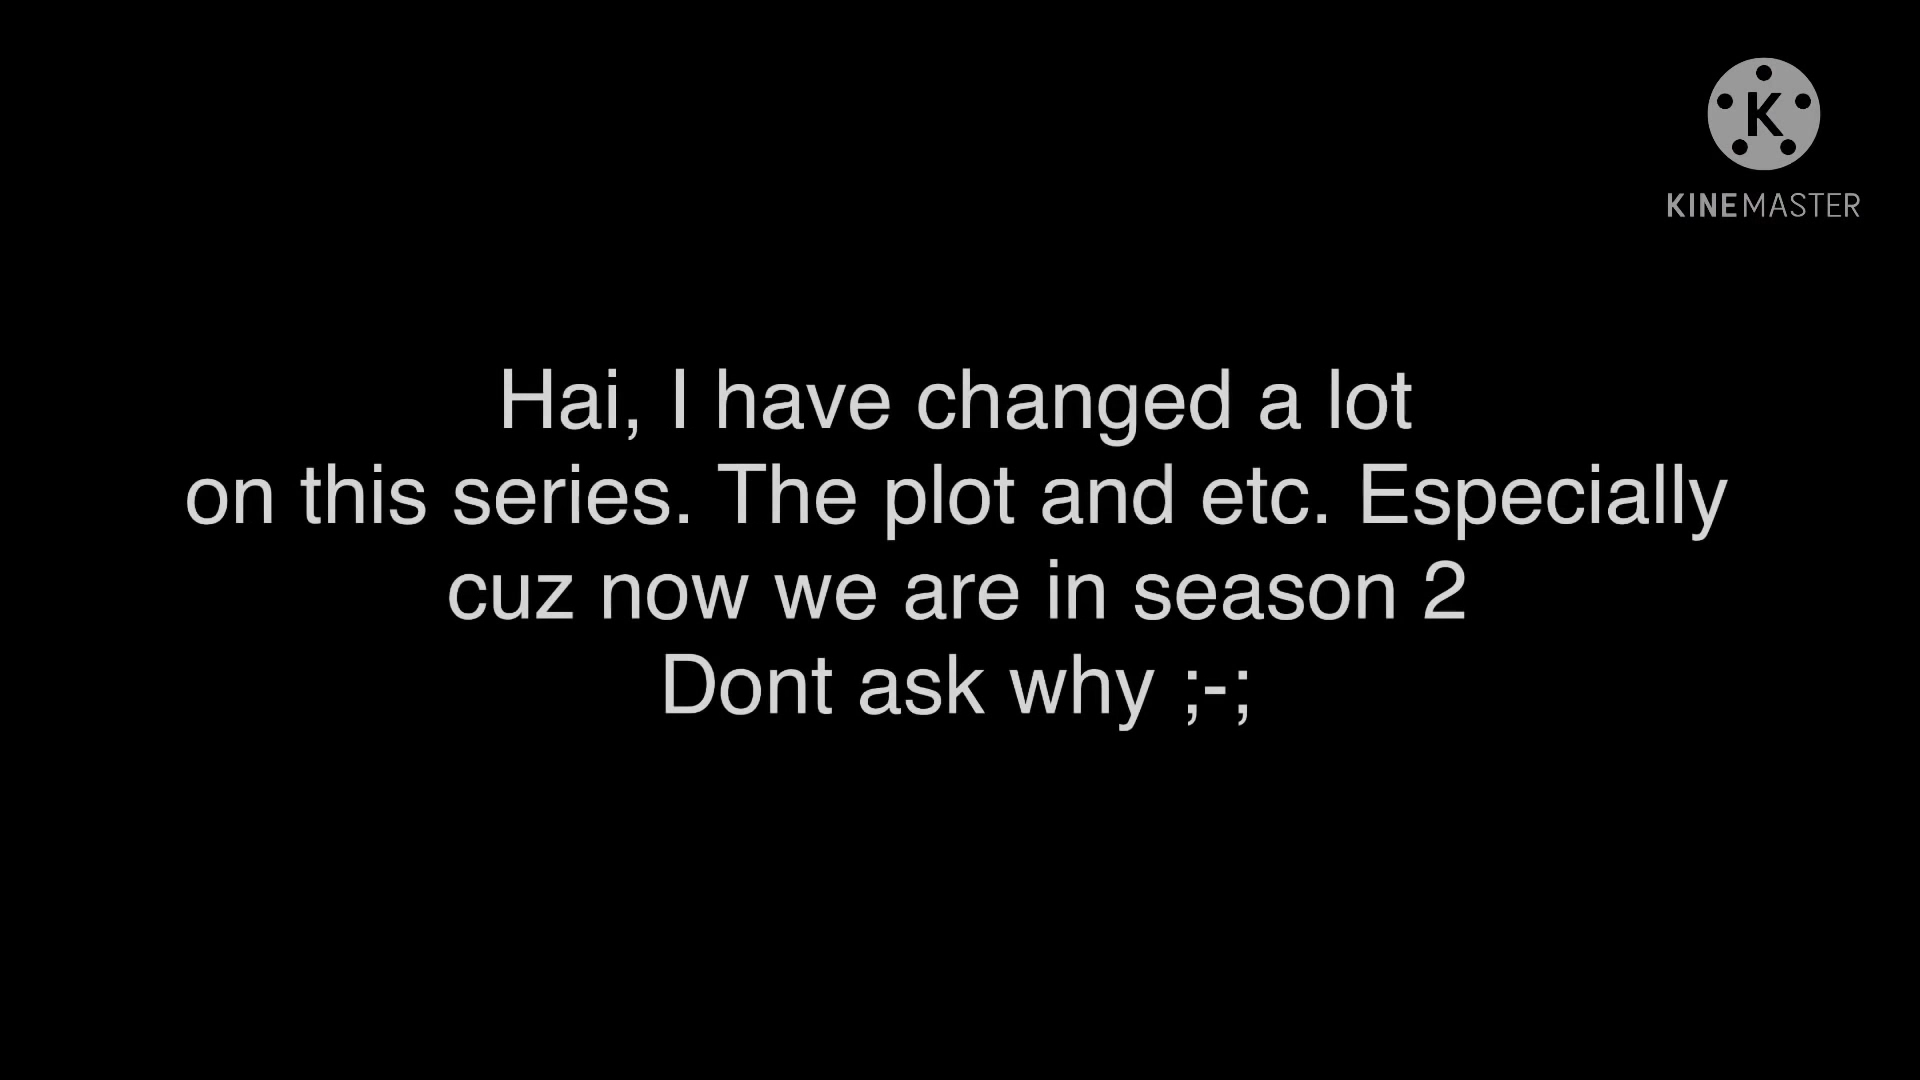 K
KINEMASTER
Hai, I have changed a lot
on this series. The plot and etc. Especially
cuz now we are in season 2
Dont ask why ;-;